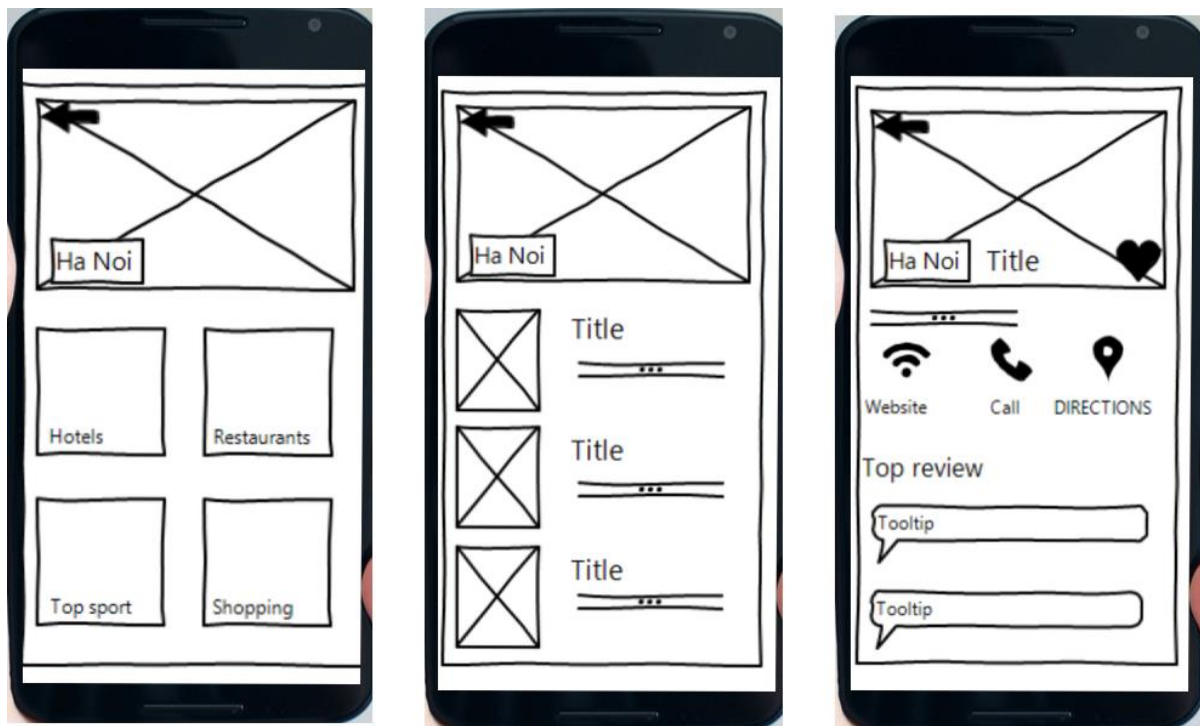 Ha Noi
Hotels
Restaurants
Top sport
Shopping
Ha Noi
Title
Title
Title
Ha Noi
Title
Website
Call
DIRECTIONS
Top review
Tooltip
Tooltip